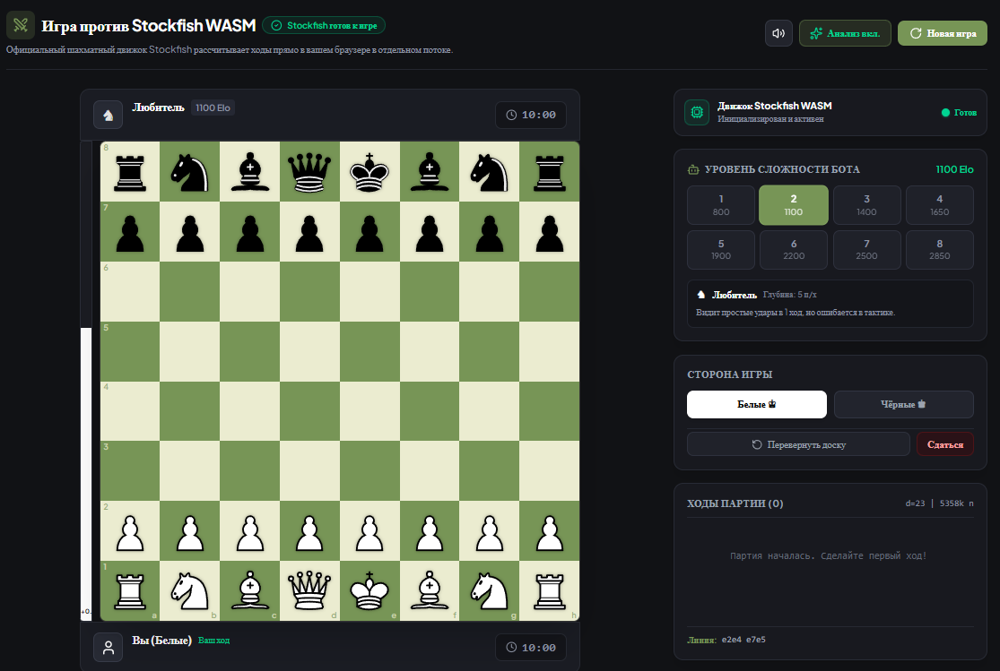 Игра против Stockfish WASM
Stockfish готов к игре
Официальный шахматный движок Stockfish рассчитывает ходы прямо в вашем браузере в отдельном потоке.
Анализ вкл.
Новая игра
Любитель 1100 Elo
10:00
8
7
6
5
4
3
2
1
a b c d e f g h
+0.
Вы (Белые) Ваш ход
10:00
Движок Stockfish WASM
Инициализирован и активен
Готов
УРОВЕНЬ СЛОЖНОСТИ БОТА 1100 Elo
1 2 3 4
800 1100 1400 1650
5 6 7 8
1900 2200 2500 2850
Любитель Глубина: 5 п/х
Видит простые удары в 1 ход, но ошибается в тактике.
СТОРОНА ИГРЫ
Белые Чёрные
Перевернуть доску Сдаться
ХОДЫ ПАРТИИ (0) d=23 | 5358k n
Партия началась. Сделайте первый ход!
Линия: e2e4 e7e5